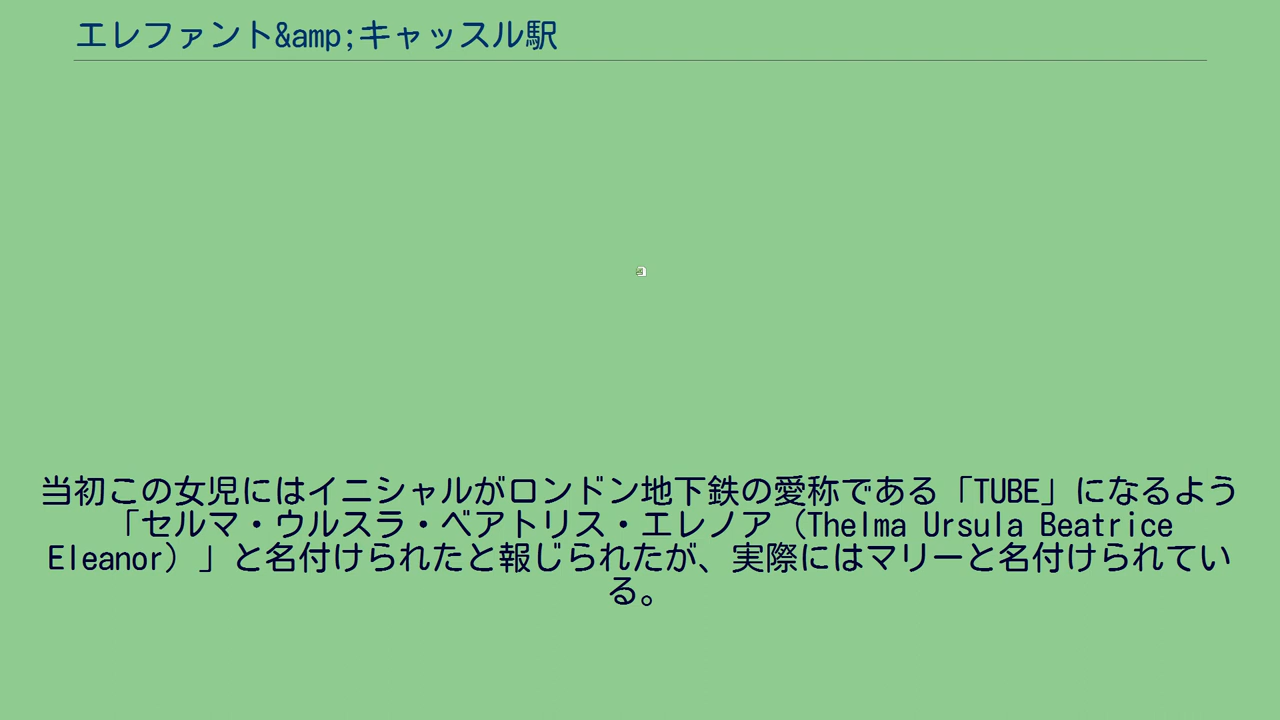 エレファント&amp;キャッスル駅
当初この女児にはイニシャルがロンドン地下鉄の愛称である「TUBE」になるよう
「セルマ・ウルスラ・ベアトリス・エレノア（Thelma Ursula Beatrice
Eleanor）」と名付けられたと報じられたが、実際にはマリーと名付けられてい
る。